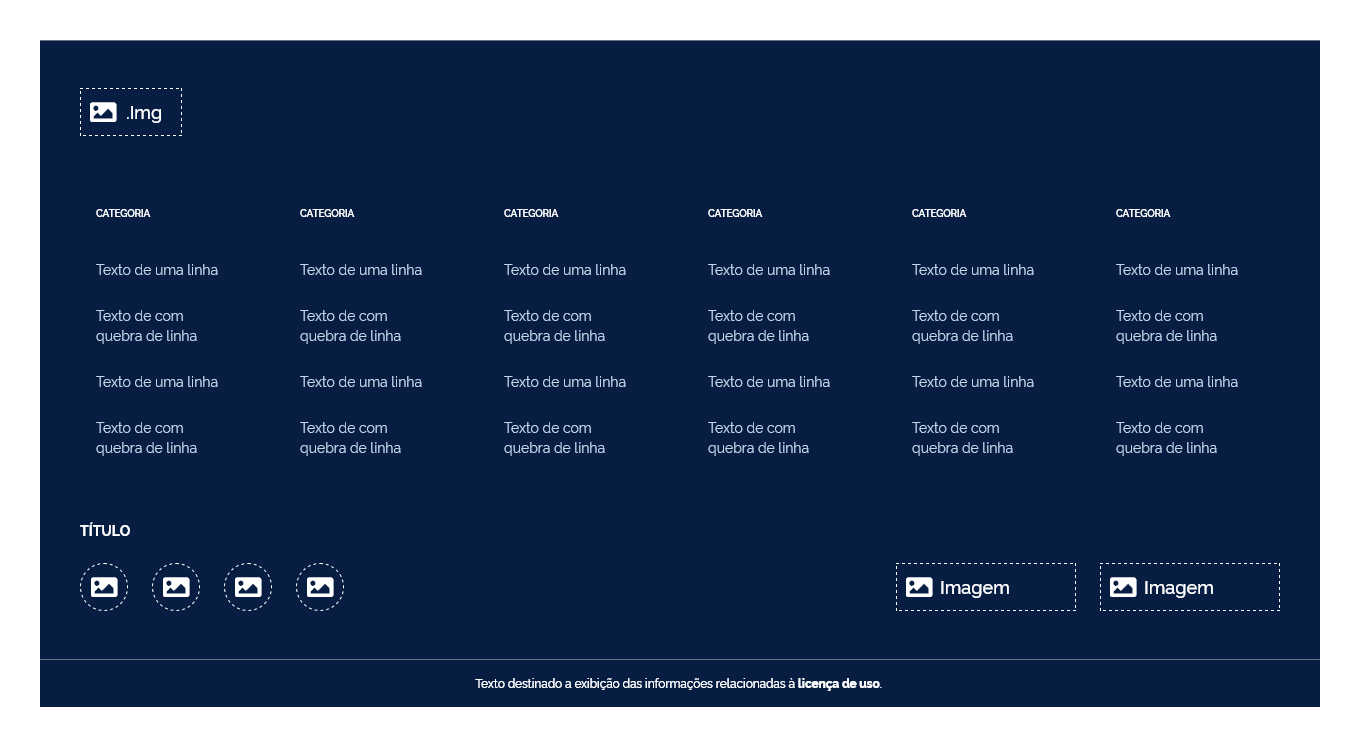 .Img
CATEGORIA
Texto de uma linha
Texto de com
quebra de linha
Texto de uma linha
Texto de com
quebra de linha
CATEGORIA
Texto de uma linha
Texto de com
quebra de linha
Texto de uma linha
Texto de com
quebra de linha
CATEGORIA
Texto de uma linha
Texto de com
quebra de linha
Texto de uma linha
Texto de com
quebra de linha
CATEGORIA
Texto de uma linha
Texto de com
quebra de linha
Texto de uma linha
Texto de com
quebra de linha
CATEGORIA
Texto de uma linha
Texto de com
quebra de linha
Texto de uma linha
Texto de com
quebra de linha
CATEGORIA
Texto de uma linha
Texto de com
quebra de linha
Texto de uma linha
Texto de com
quebra de linha
TÍTULO
Imagem
Imagem
Texto destinado a exibição das informações relacionadas à licença de uso.